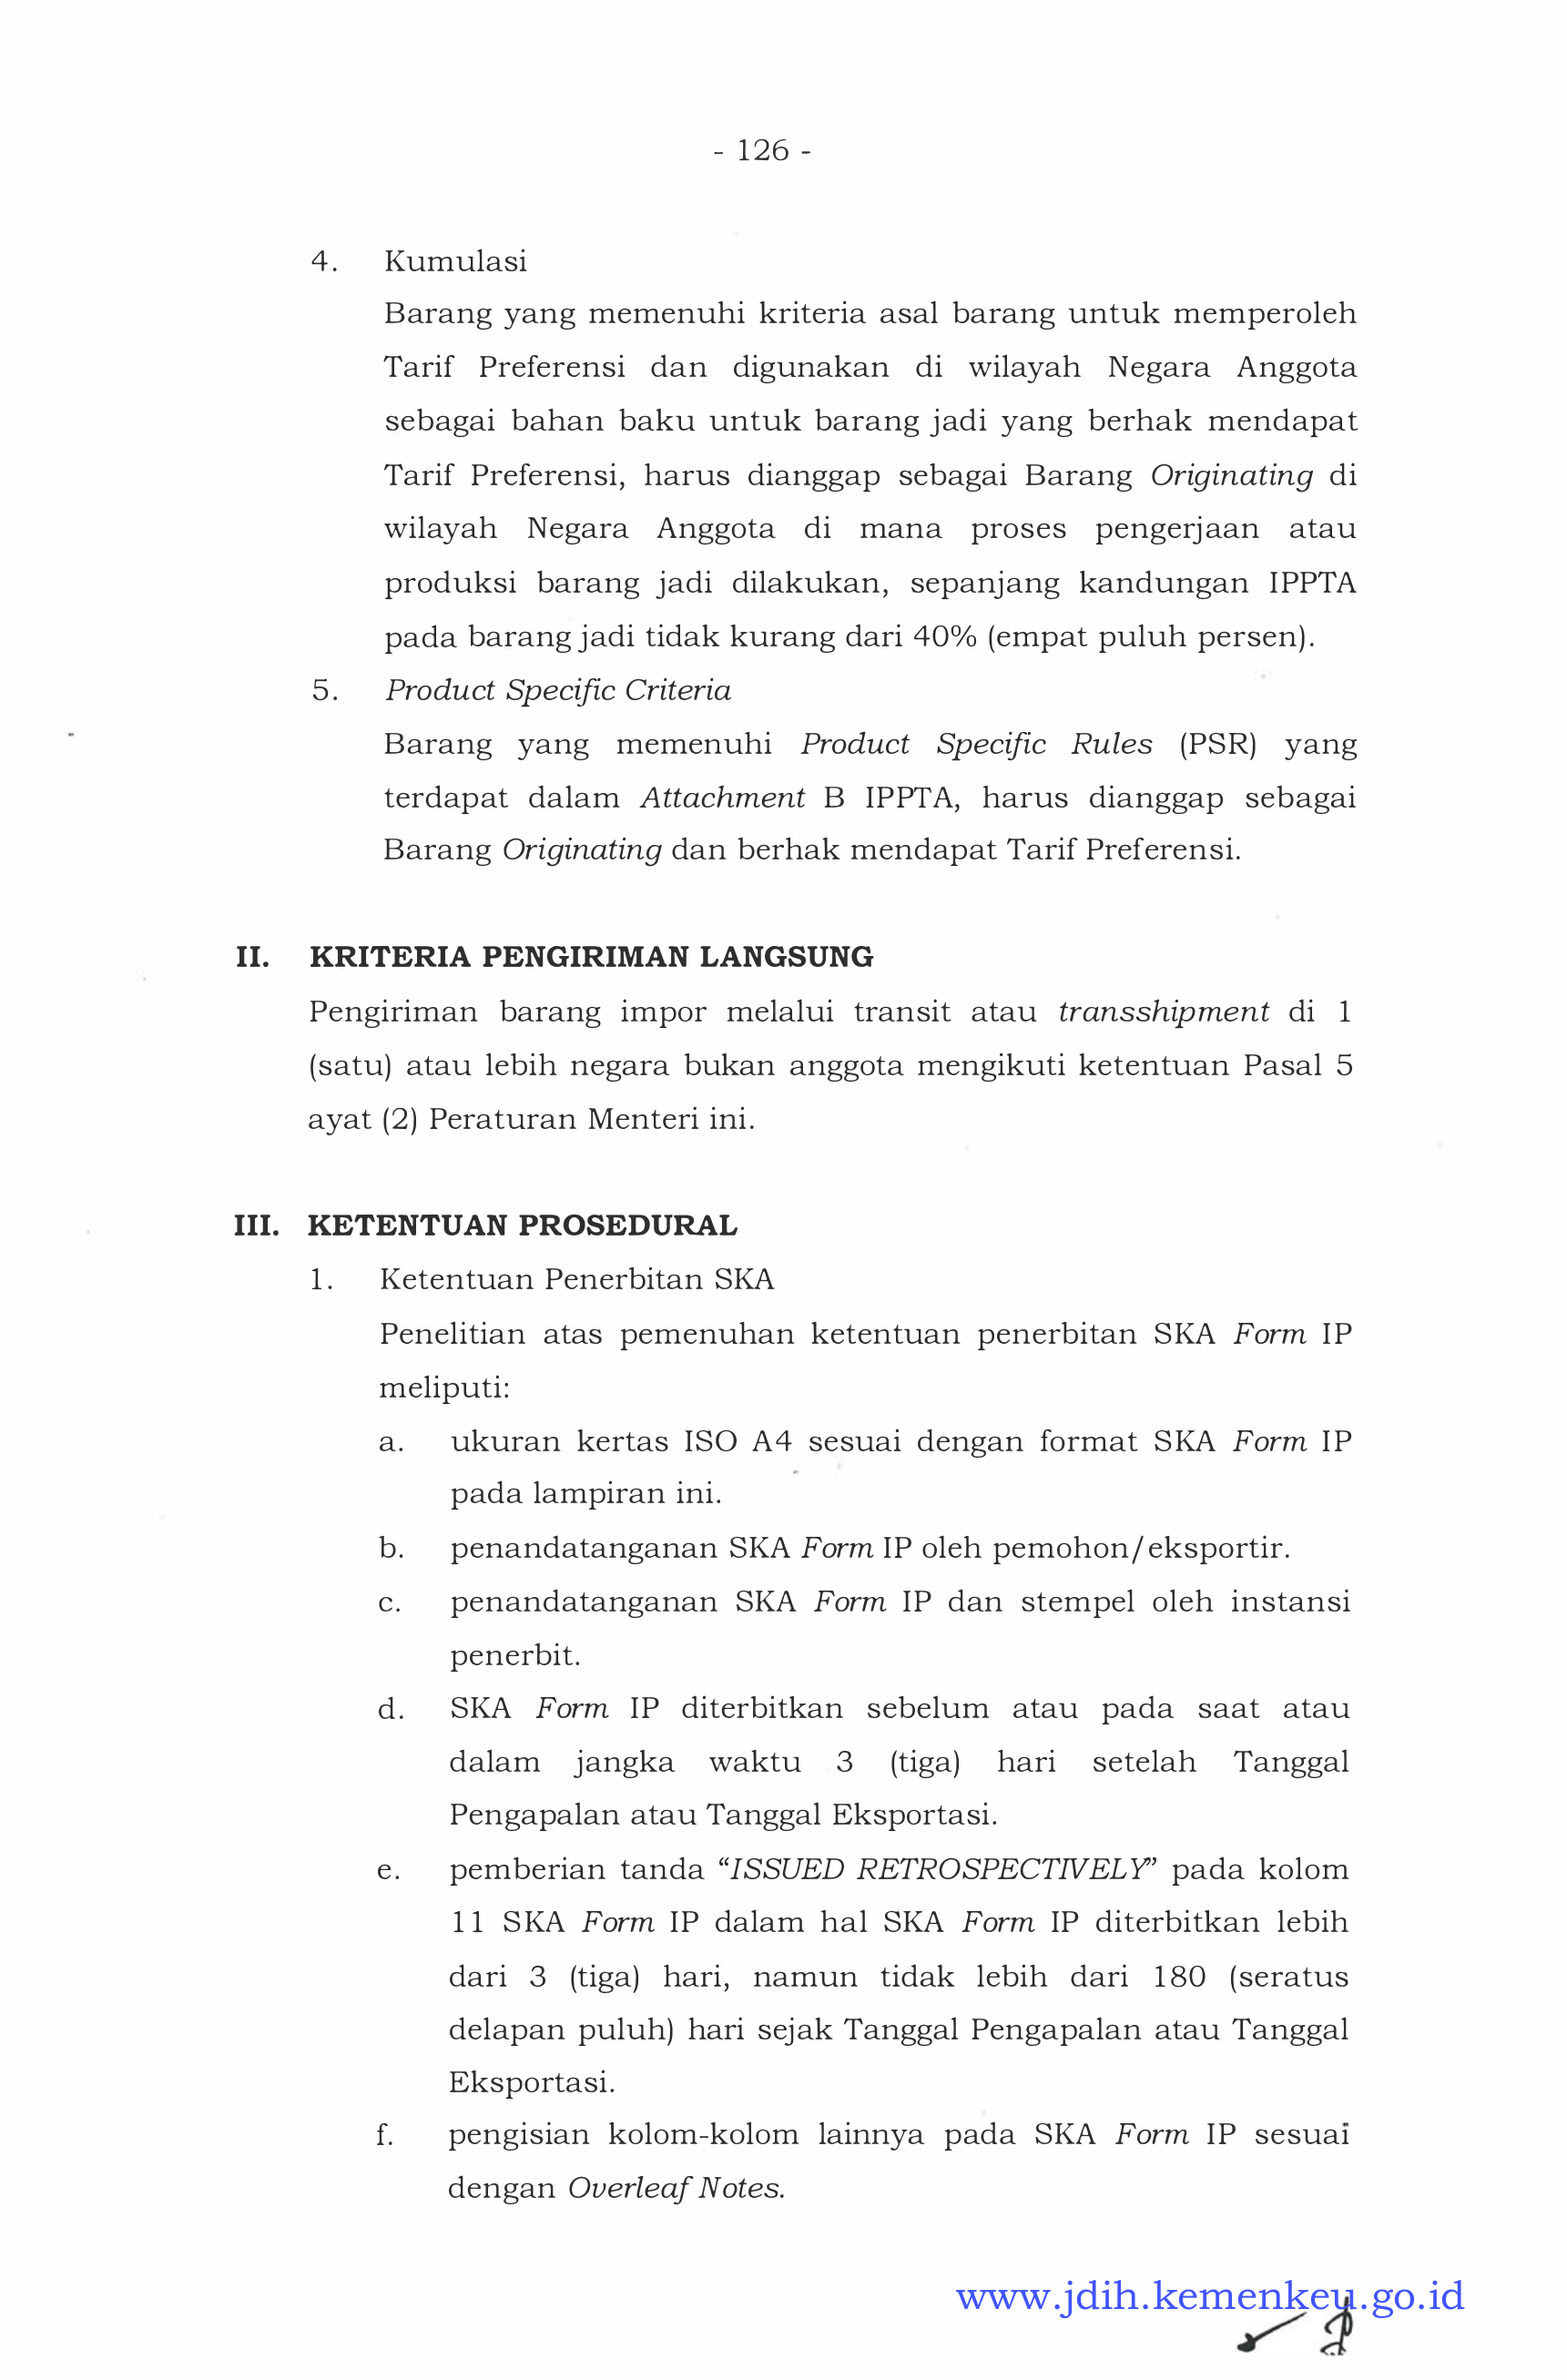 - 126 -
4. Kumulasi
Barang yang memenuhi kriteria asal barang untuk memperoleh
Tarif Preferensi dan digunakan di wilayah Negara Anggota
sebagai bahan baku untuk barang jadi yang berhak mendapat
Tarif Preferensi, harus dianggap sebagai Barang Originating di
wilayah Negara Anggota di mana proses pengerjaan atau
produksi barang jadi dilakukan, sepanjang kandungan IPPTA
pada barang jadi tidak kurang dari 40% (empat puluh persen).
5. Product Specific Criteria
Barang yang memenuhi Product Specific Rules (PSR) yang
terdapat dalam Attachment B IPPTA, harus dianggap sebagai
Barang Originating dan berhak mendapat Tarif Preferensi.
II. KRITERIA PENGIRIMAN LANGSUNG
Pengiriman barang impor melalui transit atau transshipment di 1
(satu) atau lebih negara bukan anggota mengikuti ketentuan Pasal 5
ayat (2) Peraturan Menteri ini.
III. KETENTUAN PROSEDURAL
1. Ketentuan Penerbitan SKA
Penelitian atas pemenuhan ketentuan penerbitan SKA Form IP
meliputi:
a. ukuran kertas ISO A4 sesuai dengan format SKA Form IP
pada lampiran ini.
b. penandatanganan SKA Form IP oleh pemohon/eksportir.
c. penandatanganan SKA Form IP dan stempel oleh instansi
penerbit.
d. SKA Form IP diterbitkan sebelum atau pada saat atau
dalam jangka waktu 3 (tiga) hari setelah Tanggal
Pengapalan atau Tanggal Eksportasi.
e. pemberian tanda “ISSUED RETROSPECTIVELY” pada kolom
11 SKA Form IP dalam hal SKA Form IP diterbitkan lebih
dari 3 (tiga) hari, namun tidak lebih dari 180 (seratus
delapan puluh) hari sejak Tanggal Pengapalan atau Tanggal
Eksportasi.
f. pengisian kolom-kolom lainnya pada SKA Form IP sesuai
dengan Overleaf Notes.
www.jdih.kemenkeu.go.id